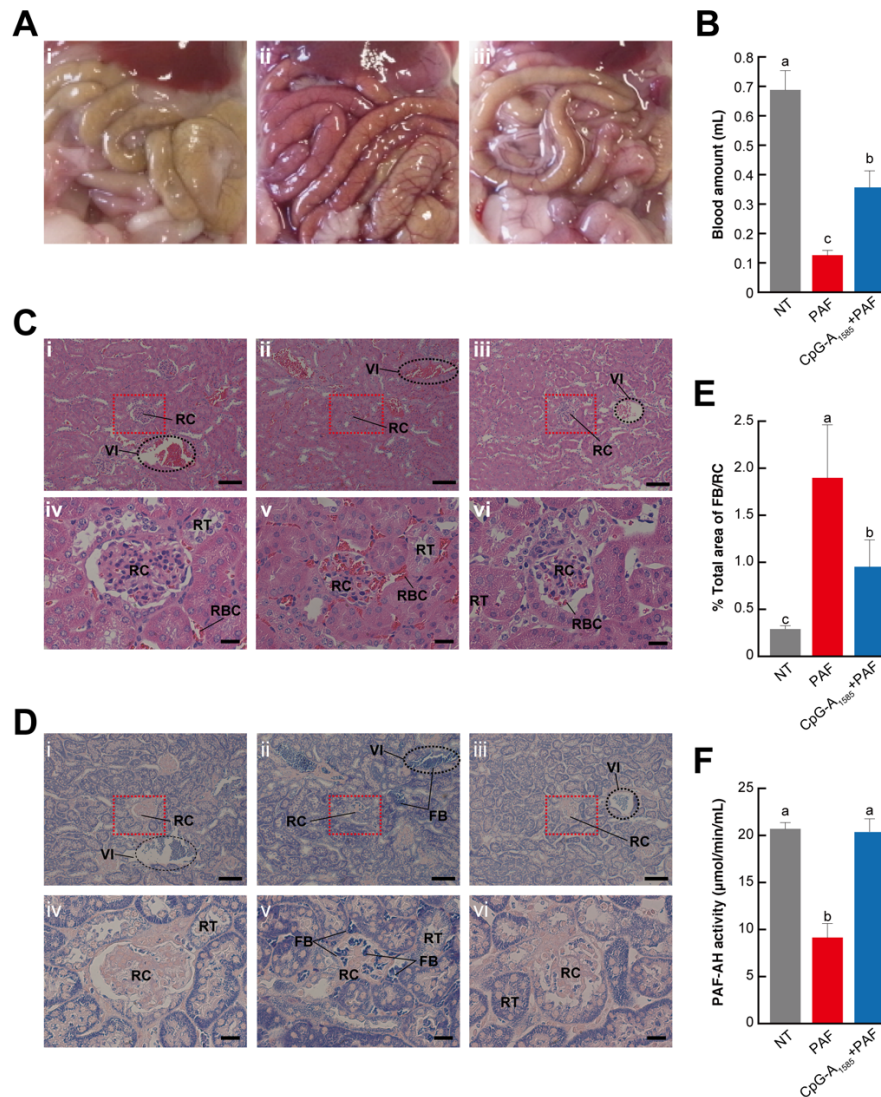 A
i
ii
iii
B
Blood amount (mL)
0.8
0.7
0.6
0.5
0.4
0.3
0.2
0.1
0
a
c
b
NT
PAF
CpG-A1585+PAF
C
i
RC
VI
ii
VI
RC
iii
VI
RC
iv
RT
RC
RBC
v
RT
RC
RBC
vi
RC
RT
RBC
E
% Total area of FB/RC
2.5
2.0
1.5
1.0
0.5
0
c
a
b
NT
PAF
CpG-A1585+PAF
D
i
RC
VI
ii
VI
RC
FB
iii
VI
RC
iv
RT
RC
v
FB
RT
RC
FB
vi
RC
RT
F
PAF-AH activity (μmol/min/mL)
25
20
15
10
5
0
a
b
a
NT
PAF
CpG-A1585+PAF